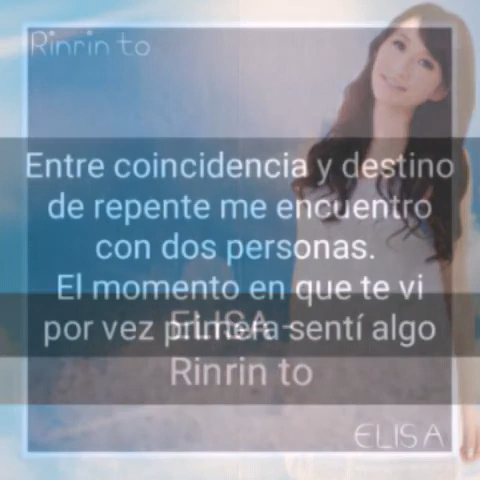 Rinrin to
Entre coincidencia y destino
de repente me encuentro
con dos personas.
El momento en que te vi
por vez primera sentí algo
ELISA -
Rinrin to
ELISA